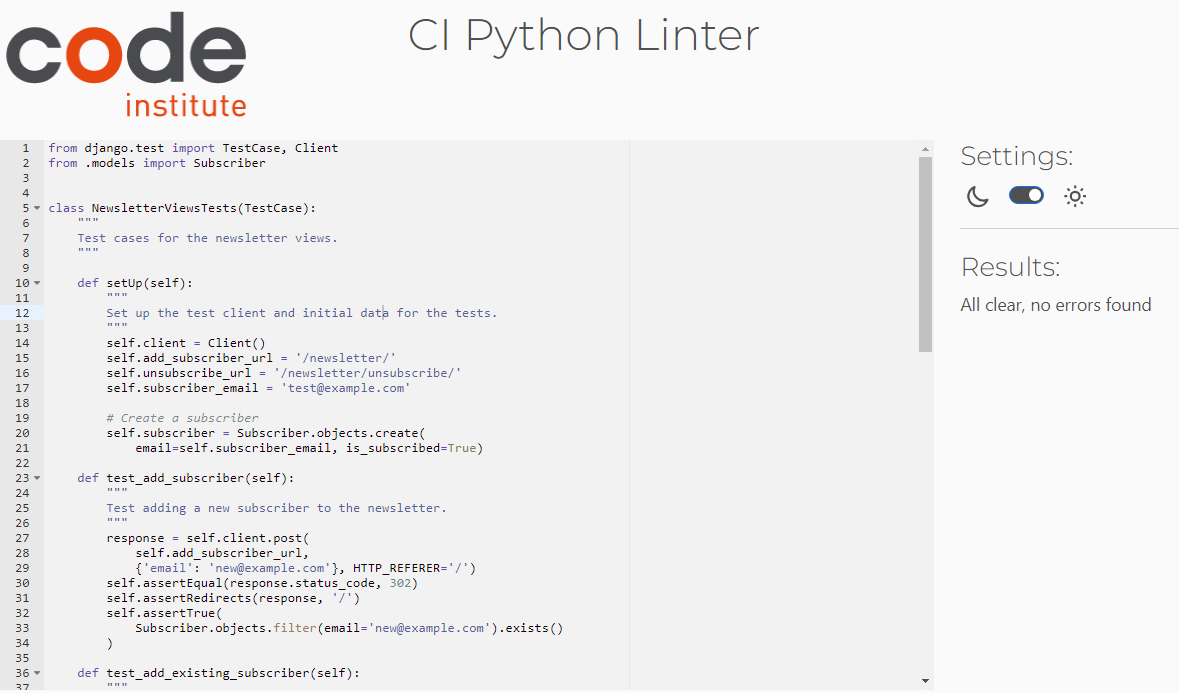 code
institute
CI Python Linter
1 from django.test import TestCase, Client
2 from .models import Subscriber
3
4
5 class NewsletterViewsTests(TestCase):
6     """
7     Test cases for the newsletter views.
8     """
9
10     def setUp(self):
11         """
12         Set up the test client and initial data for the tests.
13         """
14         self.client = Client()
15         self.add_subscriber_url = '/newsletter/'
16         self.unsubscribe_url = '/newsletter/unsubscribe/'
17         self.subscriber_email = 'test@example.com'
18
19         # Create a subscriber
20         self.subscriber = Subscriber.objects.create(
21             email=self.subscriber_email, is_subscribed=True)
22
23     def test_add_subscriber(self):
24         """
25         Test adding a new subscriber to the newsletter.
26         """
27         response = self.client.post(
28             self.add_subscriber_url,
29             {'email': 'new@example.com'}, HTTP_REFERER='/')
30         self.assertEqual(response.status_code, 302)
31         self.assertRedirects(response, '/')
32         self.assertTrue(
33             Subscriber.objects.filter(email='new@example.com').exists()
34         )
35
36     def test_add_existing_subscriber(self):
37         """
Settings:
Results:
All clear, no errors found